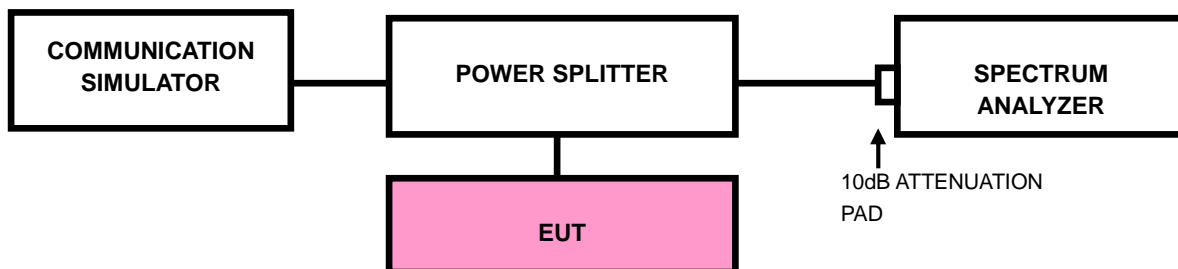 COMMUNICATION
SIMULATOR
POWER SPLITTER
SPECTRUM
ANALYZER
10dB ATTENUATION
PAD
EUT